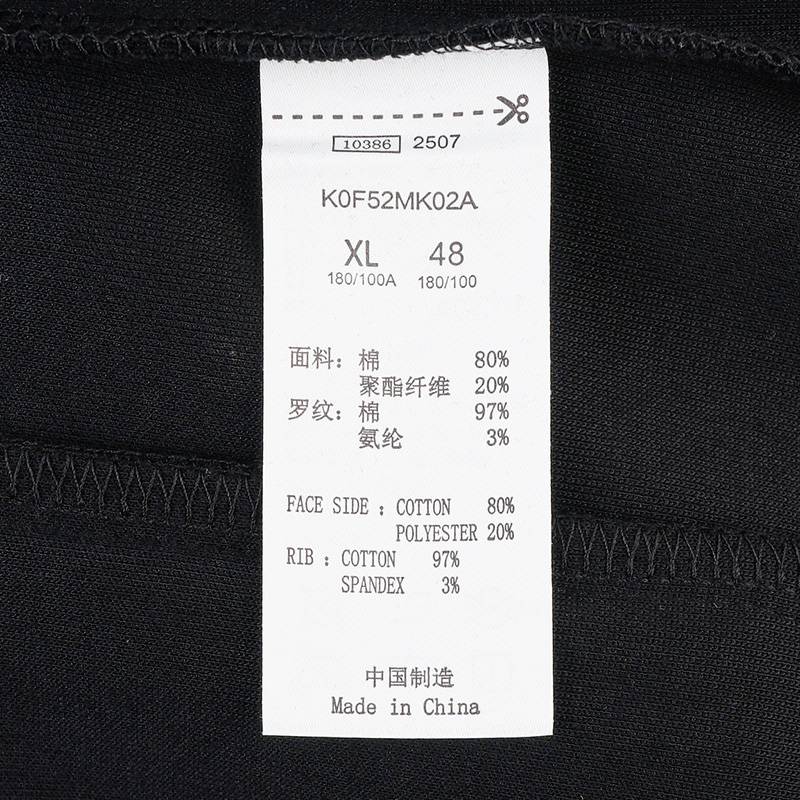 10386 2507
K0F52MK02A
XL 48
180/100A 180/100
面料：棉 80%
聚酯纤维 20%
罗纹：棉 97%
氨纶 3%
FACE SIDE : COTTON 80%
POLYESTER 20%
RIB : COTTON 97%
SPANDEX 3%
中国制造
Made in China